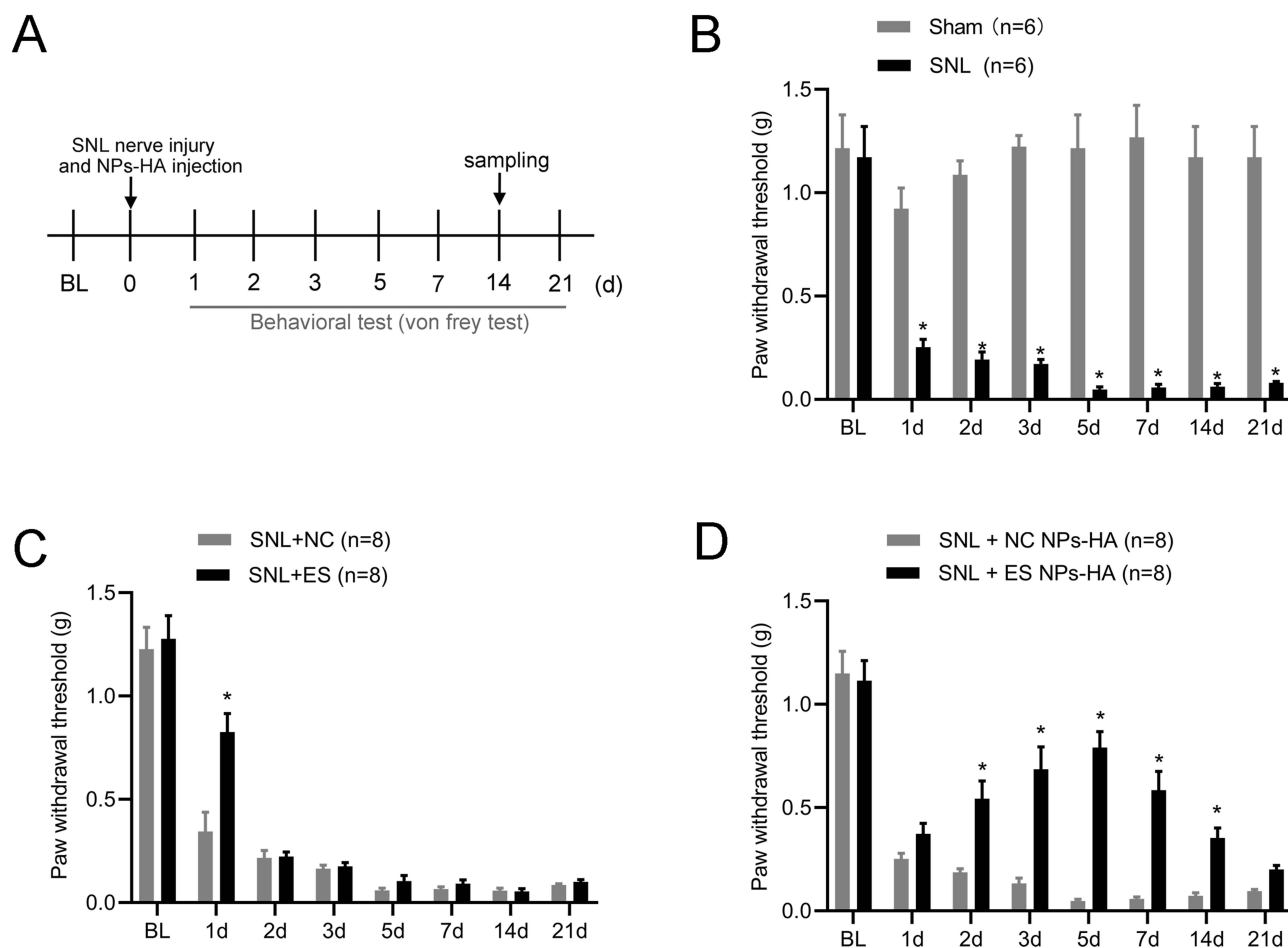 A
SNL nerve injury
and NPs-HA injection
sampling
BL 0 1 2 3 5 7 14 21 (d)
Behavioral test (von frey test)
B
Sham（n=6）
SNL (n=6)
Paw withdrawal threshold (g)
1.5
1.0
0.5
0.0
* * * * * * *
BL 1d 2d 3d 5d 7d 14d 21d
C
SNL+NC (n=8)
SNL+ES (n=8)
Paw withdrawal threshold (g)
1.5
1.0
0.5
0.0
*
BL 1d 2d 3d 5d 7d 14d 21d
D
SNL + NC NPs-HA (n=8)
SNL + ES NPs-HA (n=8)
Paw withdrawal threshold (g)
1.5
1.0
0.5
0.0
* * * * *
BL 1d 2d 3d 5d 7d 14d 21d